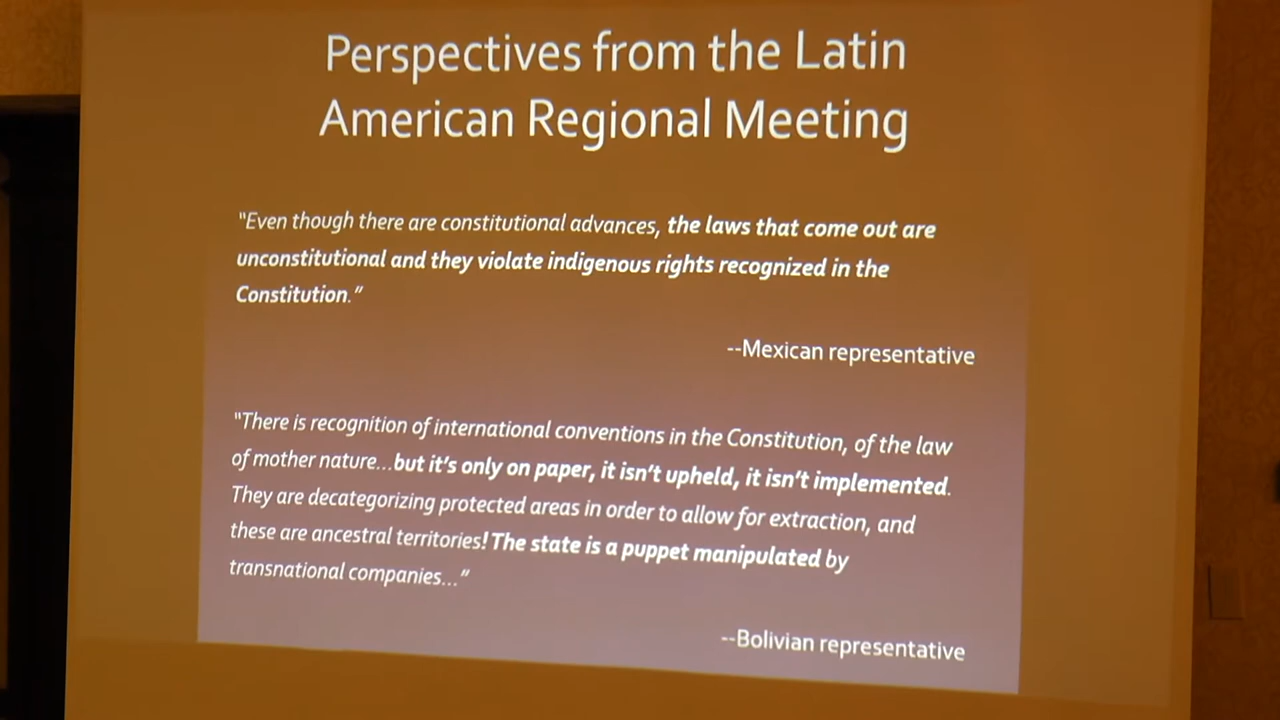 Perspectives from the Latin
American Regional Meeting
"Even though there are constitutional advances, the laws that come out are
unconstitutional and they violate indigenous rights recognized in the
Constitution."
--Mexican representative
"There is recognition of international conventions in the Constitution, of the law
of mother nature...but it's only on paper, it isn't upheld, it isn't implemented.
They are decategorizing protected areas in order to allow for extraction, and
these are ancestral territories! The state is a puppet manipulated by
transnational companies..."
--Bolivian representative